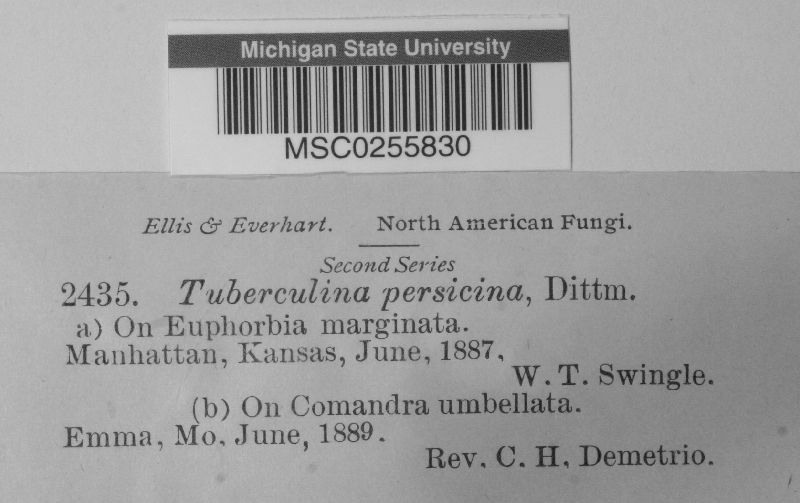 Michigan State University
MSC0255830
Ellis & Everhart. North American Fungi.
Second Series
2435. Tuberculina persicina, Dittm.
a) On Euphorbia marginata.
Manhattan, Kansas, June, 1887,
W. T. Swingle.
(b) On Comandra umbellata.
Emma, Mo, June, 1889.
Rev. C. H, Demetrio.